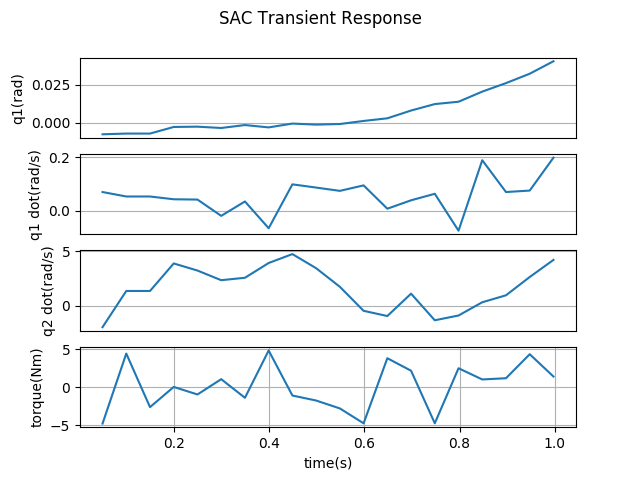 SAC Transient Response
q1(rad)
0.025
0.000
q1 dot(rad/s)
0.2
0.0
q2 dot(rad/s)
5
0
torque(Nm)
5
0
−5
0.2 0.4 0.6 0.8 1.0
time(s)